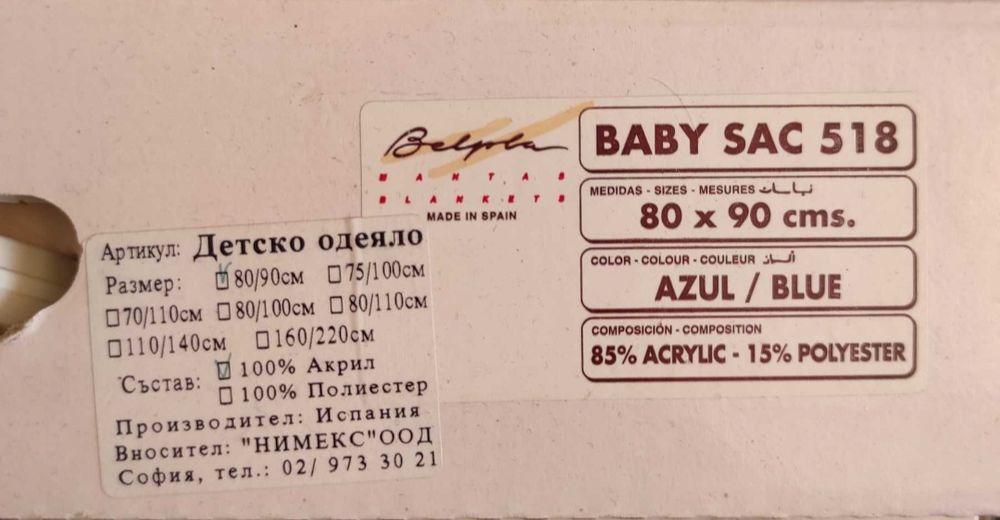 Belpla
MANTAS
BLANKETS
MADE IN SPAIN
BABY SAC 518
MEDIDAS - SIZES - MESURES
80 x 90 cms.
COLOR - COLOUR - COULEUR
AZUL / BLUE
COMPOSICIÓN - COMPOSITION
85% ACRYLIC - 15% POLYESTER
Артикул: Детско одеяло
Размер: 80/90см 75/100см
70/110см 80/100см 80/110см
110/140см 160/220см
Състав: 100% Акрил
100% Полиестер
Производител: Испания
Вносител: "НИМЕКС"ООД
София, тел.: 02/ 973 30 21